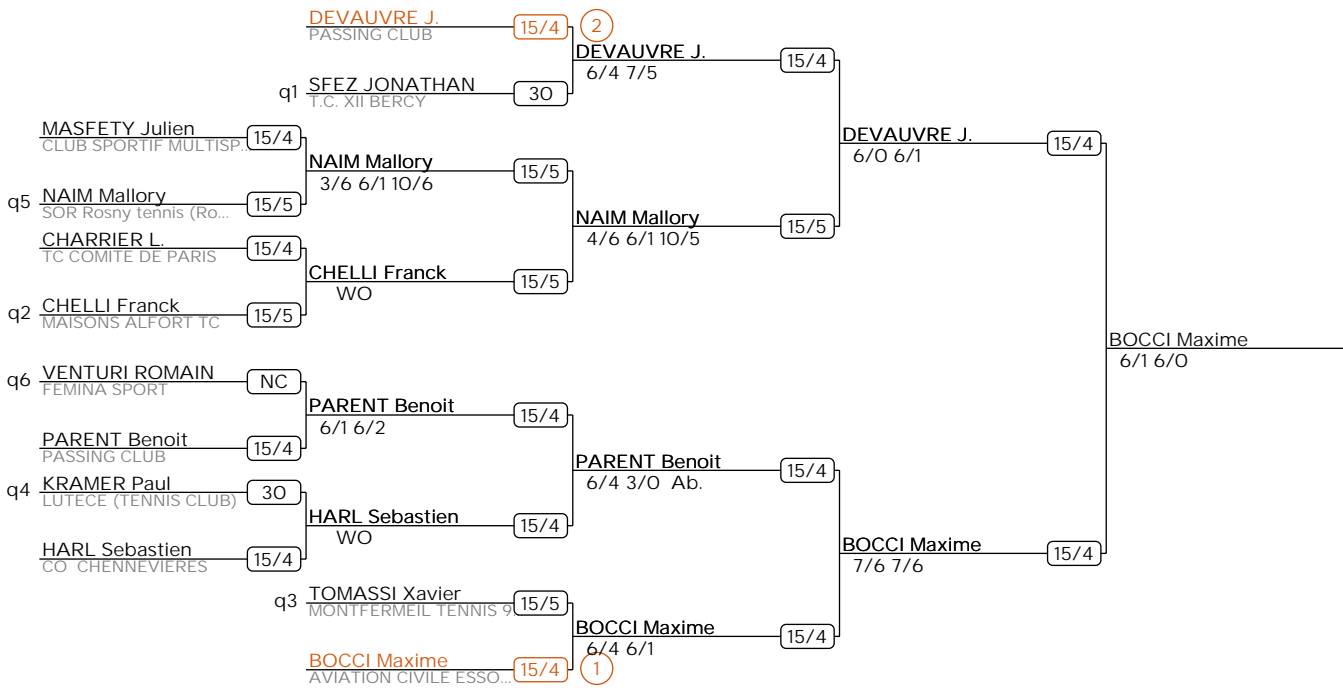 DEVAUVRE J. 15/4 2
PASSING CLUB
DEVAUVRE J. 15/4
6/4 7/5
q1 SFEZ JONATHAN 30
T.C. XII BERCY
MASFETY Julien 15/4
CLUB SPORTIF MULTISP...
DEVAUVRE J. 15/4
6/0 6/1
NAIM Mallory 15/5
3/6 6/1 10/6
q5 NAIM Mallory 15/5
SOR Rosny tennis (Ro...
NAIM Mallory 15/5
4/6 6/1 10/5
CHARRIER L. 15/4
TC COMITE DE PARIS
CHELLI Franck 15/5
WO
q2 CHELLI Franck 15/5
MAISONS ALFORT TC
BOCCI Maxime
6/1 6/0
q6 VENTURI ROMAIN NC
FEMINA SPORT
PARENT Benoit 15/4
6/1 6/2
PARENT Benoit 15/4
PASSING CLUB
PARENT Benoit 15/4
6/4 3/0 Ab.
q4 KRAMER Paul 30
LUTECE (TENNIS CLUB)
HARL Sebastien 15/4
WO
HARL Sebastien 15/4
CO CHENNEVIERES
BOCCI Maxime 15/4
7/6 7/6
q3 TOMASSI Xavier 15/5
MONTFERMEIL TENNIS 9
BOCCI Maxime 15/4
6/4 6/1
BOCCI Maxime 15/4 1
AVIATION CIVILE ESSO...